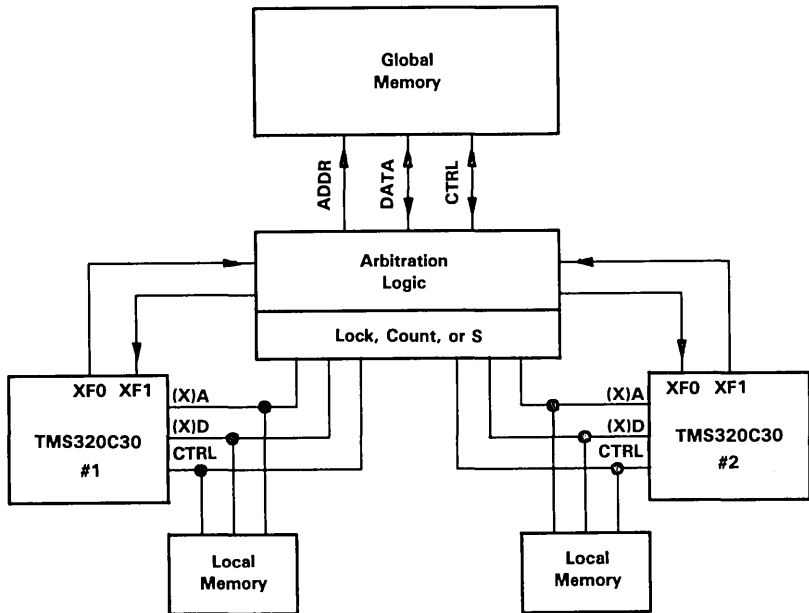 Global
Memory
ADDR
DATA
CTRL
Arbitration
Logic
Lock, Count, or S
XF0 XF1
TMS320C30
#1
(X)A
(X)D
CTRL
Local
Memory
XF0 XF1
TMS320C30
#2
(X)A
(X)D
CTRL
Local
Memory